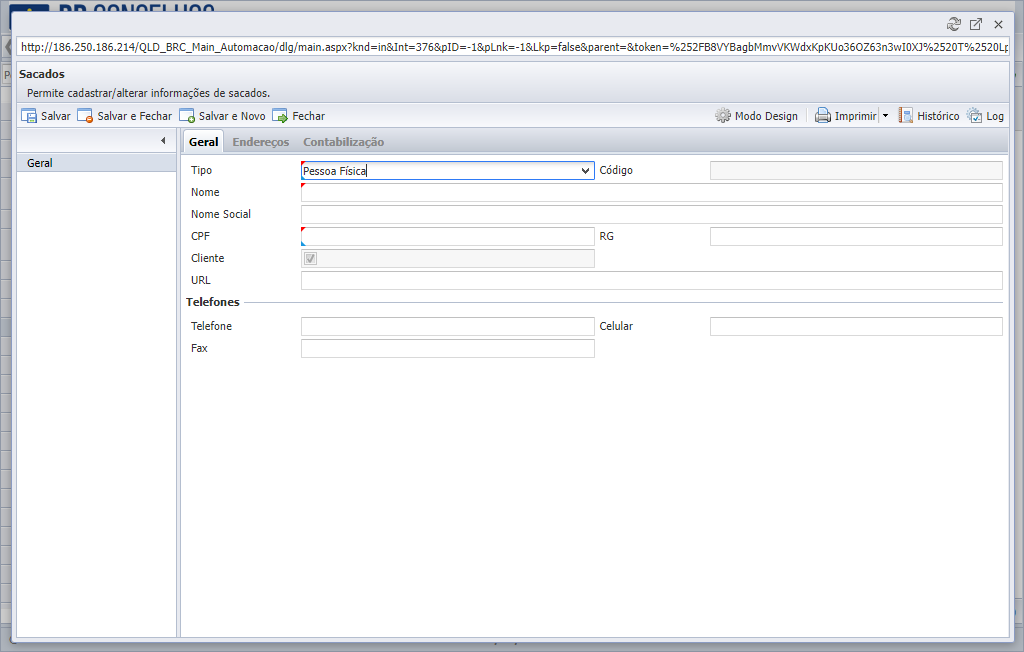 BR CONSELHOS
http://186.250.186.214/QLD_BRC_Main_Automacao/dlg/main.aspx?knd=in&Int=376&pID=-1&pLnk=-1&Lkp=false&parent=&token=%252FB8VYBagbMmvVKWdxKpKUo36OZ63n3wI0XJ%2520T%2520Lp
Sacados
Permite cadastrar/alterar informações de sacados.
Salvar Salvar e Fechar Salvar e Novo Fechar Modo Design Imprimir Histórico Log
Geral Endereços Contabilização
Geral
Tipo Pessoa Física Código
Nome
Nome Social
CPF RG
Cliente
URL
Telefones
Telefone Celular
Fax